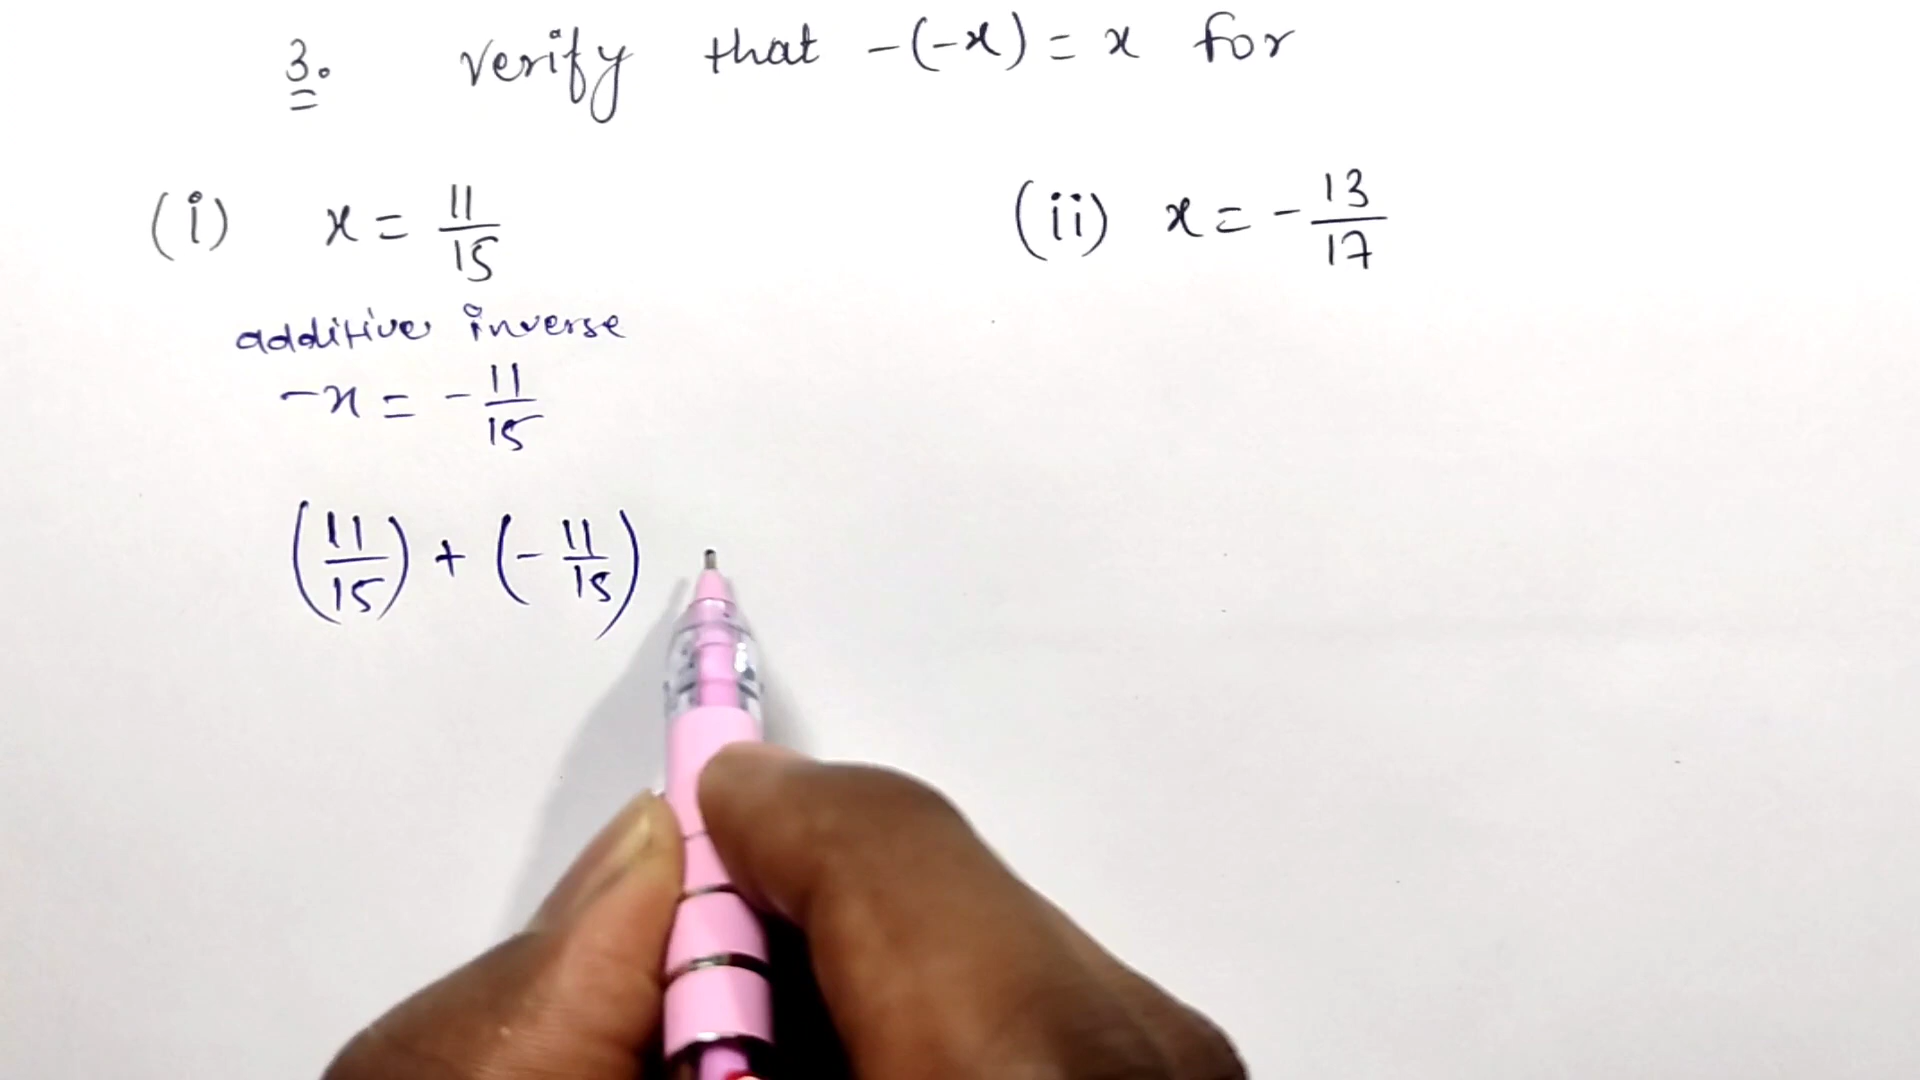 3. verify that -(-x) = x for
(i) x = 11/15
(ii) x = - 13/17
additive inverse
-x = - 11/15
(11/15) + (- 11/15)